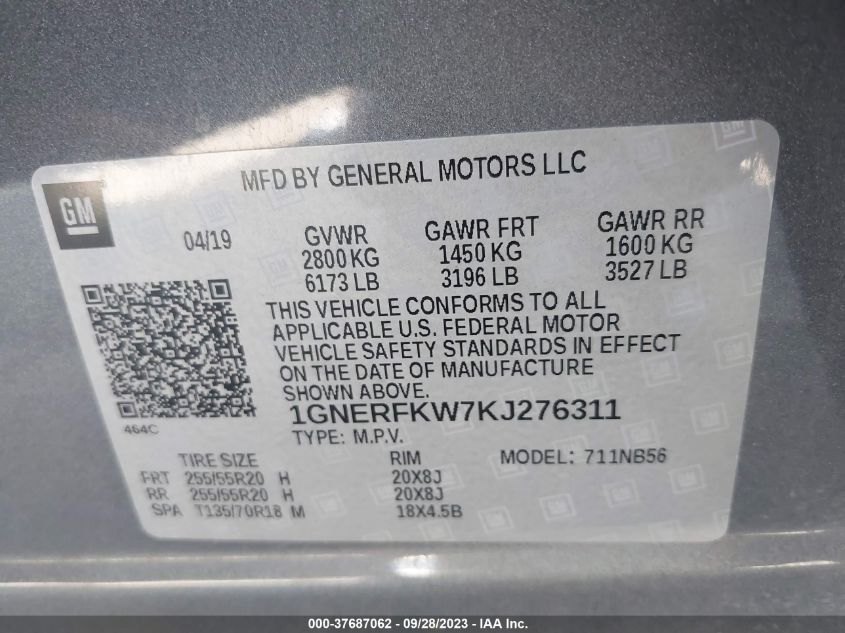 MFD BY GENERAL MOTORS LLC
GM
04/19
GVWR GAWR FRT GAWR RR
2800 KG 1450 KG 1600 KG
6173 LB 3196 LB 3527 LB
THIS VEHICLE CONFORMS TO ALL
APPLICABLE U.S. FEDERAL MOTOR
VEHICLE SAFETY STANDARDS IN EFFECT
ON THE DATE OF MANUFACTURE
SHOWN ABOVE.
464C
1GNERFKW7KJ276311
TYPE: M.P.V.
TIRE SIZE RIM MODEL: 711NB56
FRT 255/55R20 H 20X8J
RR 255/55R20 H 20X8J
SPA T135/70R18 M 18X4.5B
000-37687062 - 09/28/2023 - IAA Inc.